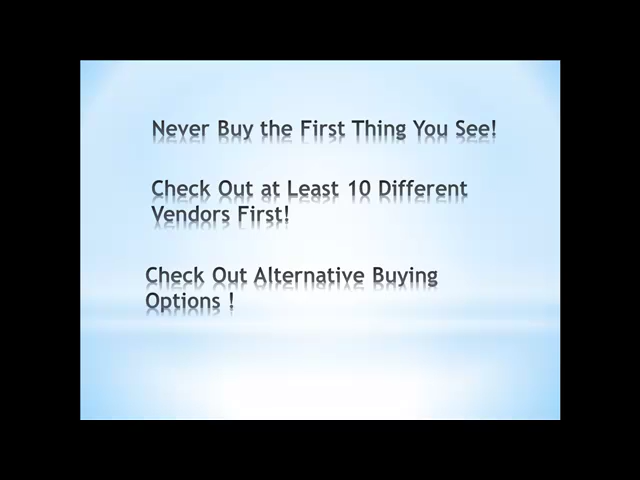 Never Buy the First Thing You See!
Check Out at Least 10 Different
Vendors First!
Check Out Alternative Buying
Options !